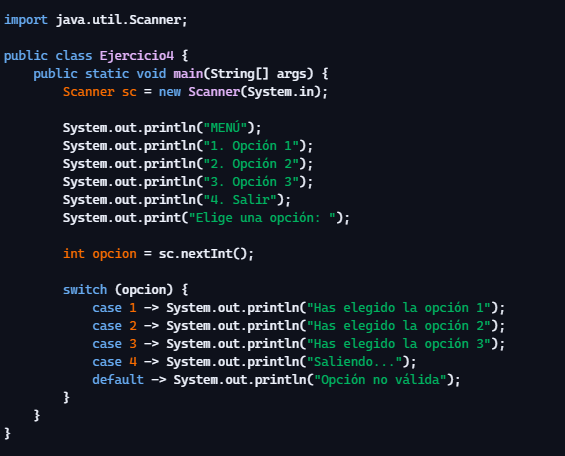 import java.util.Scanner;

public class Ejercicio4 {
    public static void main(String[] args) {
        Scanner sc = new Scanner(System.in);

        System.out.println("MENÚ");
        System.out.println("1. Opción 1");
        System.out.println("2. Opción 2");
        System.out.println("3. Opción 3");
        System.out.println("4. Salir");
        System.out.print("Elige una opción: ");

        int opcion = sc.nextInt();

        switch (opcion) {
            case 1 -> System.out.println("Has elegido la opción 1");
            case 2 -> System.out.println("Has elegido la opción 2");
            case 3 -> System.out.println("Has elegido la opción 3");
            case 4 -> System.out.println("Saliendo...");
            default -> System.out.println("Opción no válida");
        }
    }
}